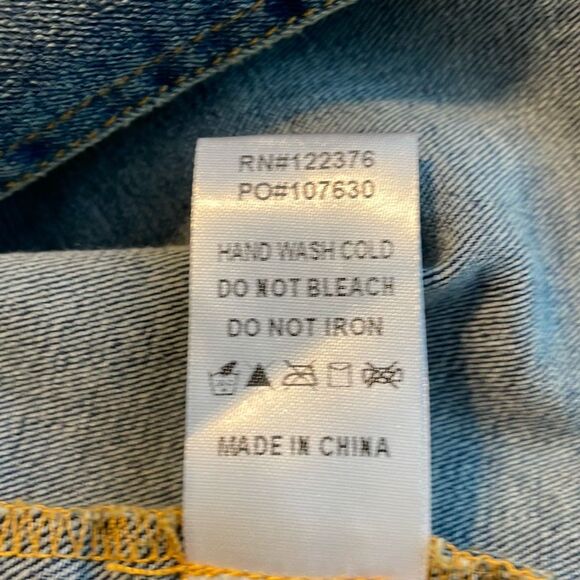 RN#122376
PO#107630
HAND WASH COLD
DO NOT BLEACH
DO NOT IRON
MADE IN CHINA